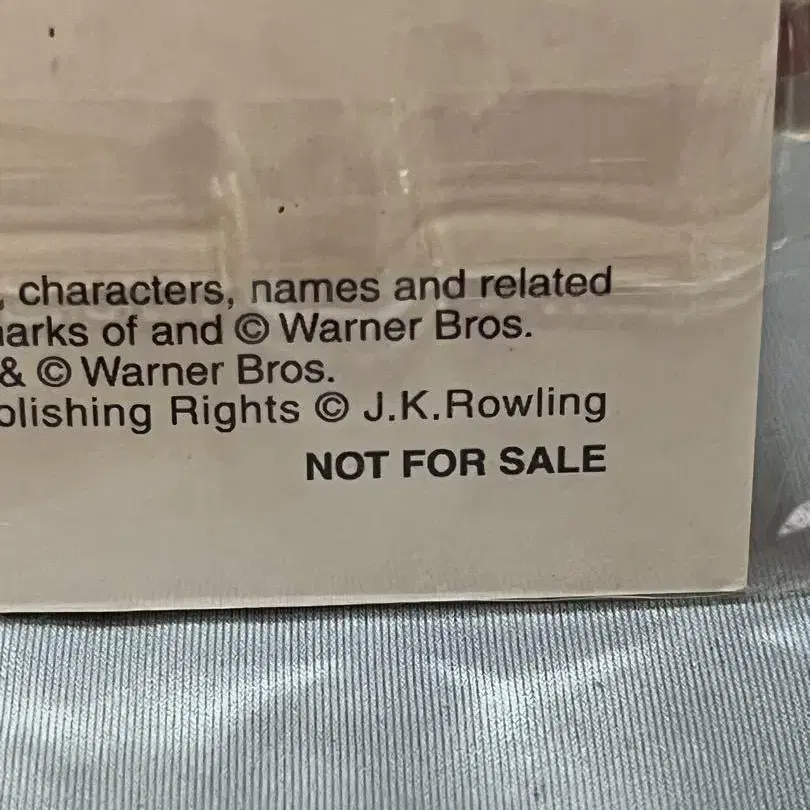 , characters, names and related
arks of and © Warner Bros.
& © Warner Bros.
blishing Rights © J.K.Rowling
NOT FOR SALE